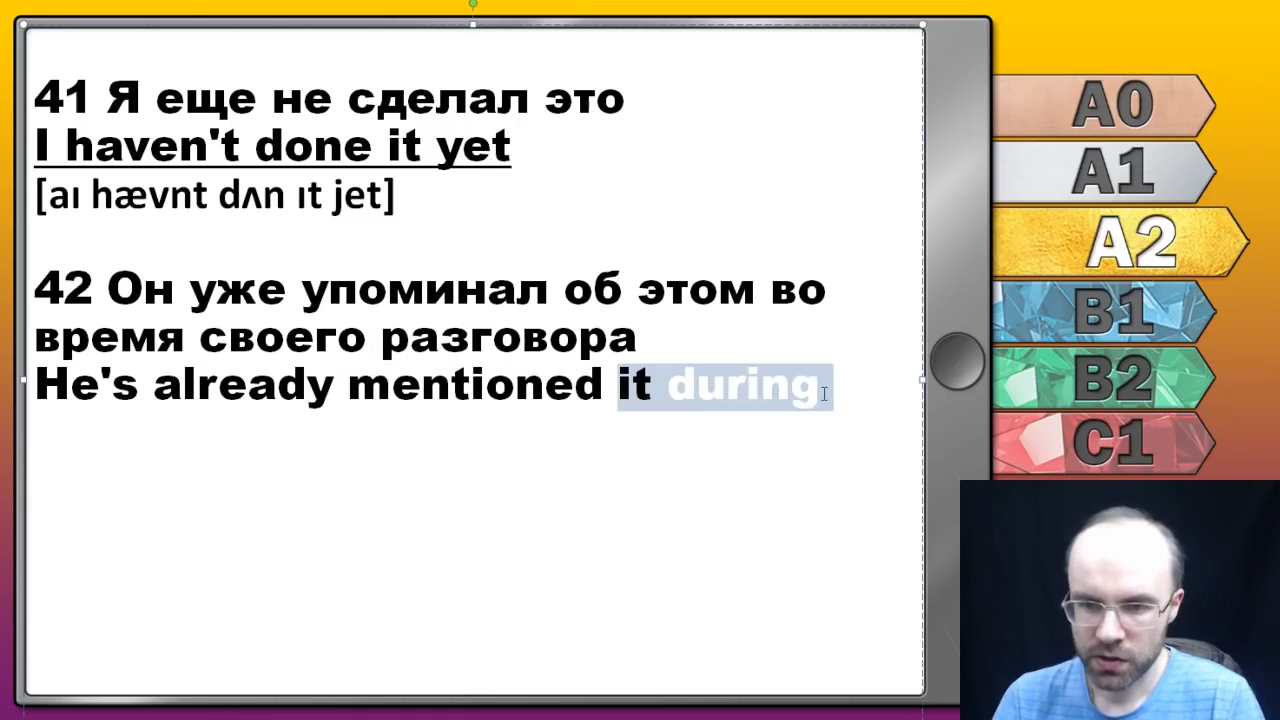 41 Я еще не сделал это
I haven't done it yet
[aɪ hævnt dʌn ɪt jet]
42 Он уже упоминал об этом во
время своего разговора
He's already mentioned it during
A0
A1
A2
B1
B2
C1